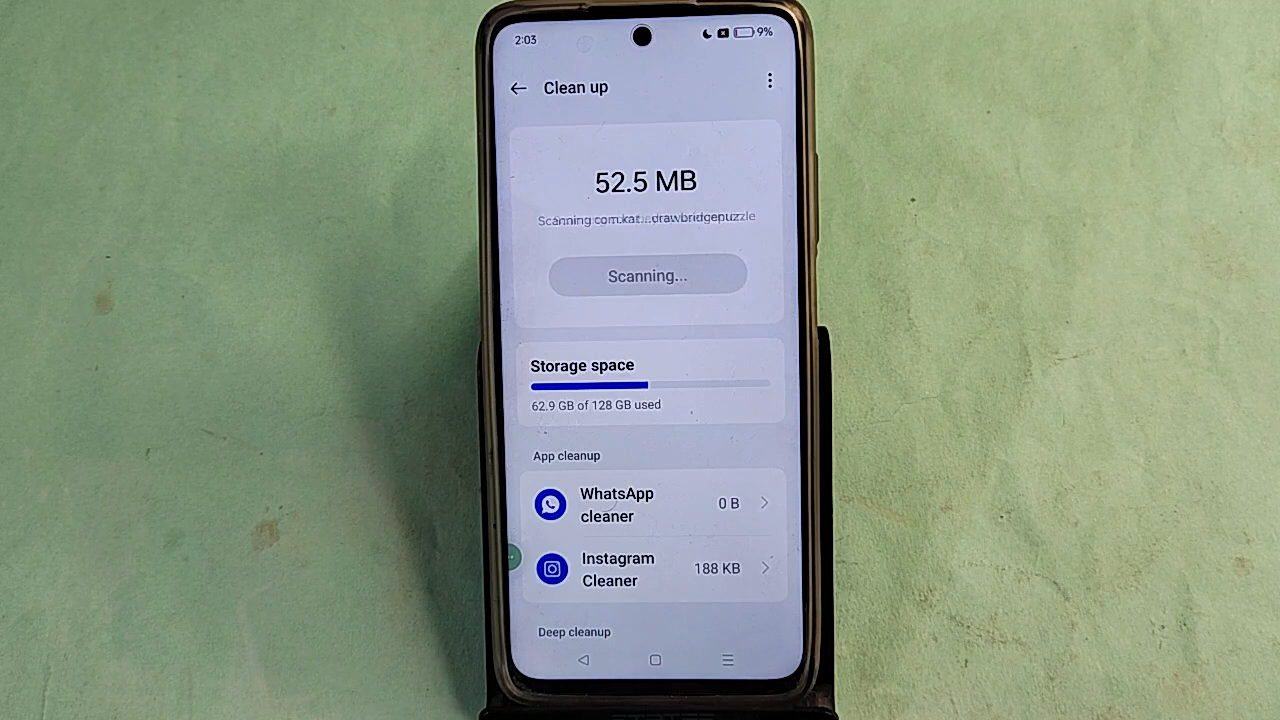 2:03
9%
Clean up
52.5 MB
Scanning...
Storage space
62.9 GB of 128 GB used
App cleanup
WhatsApp
cleaner
0 B
Instagram
Cleaner
188 KB
Deep cleanup